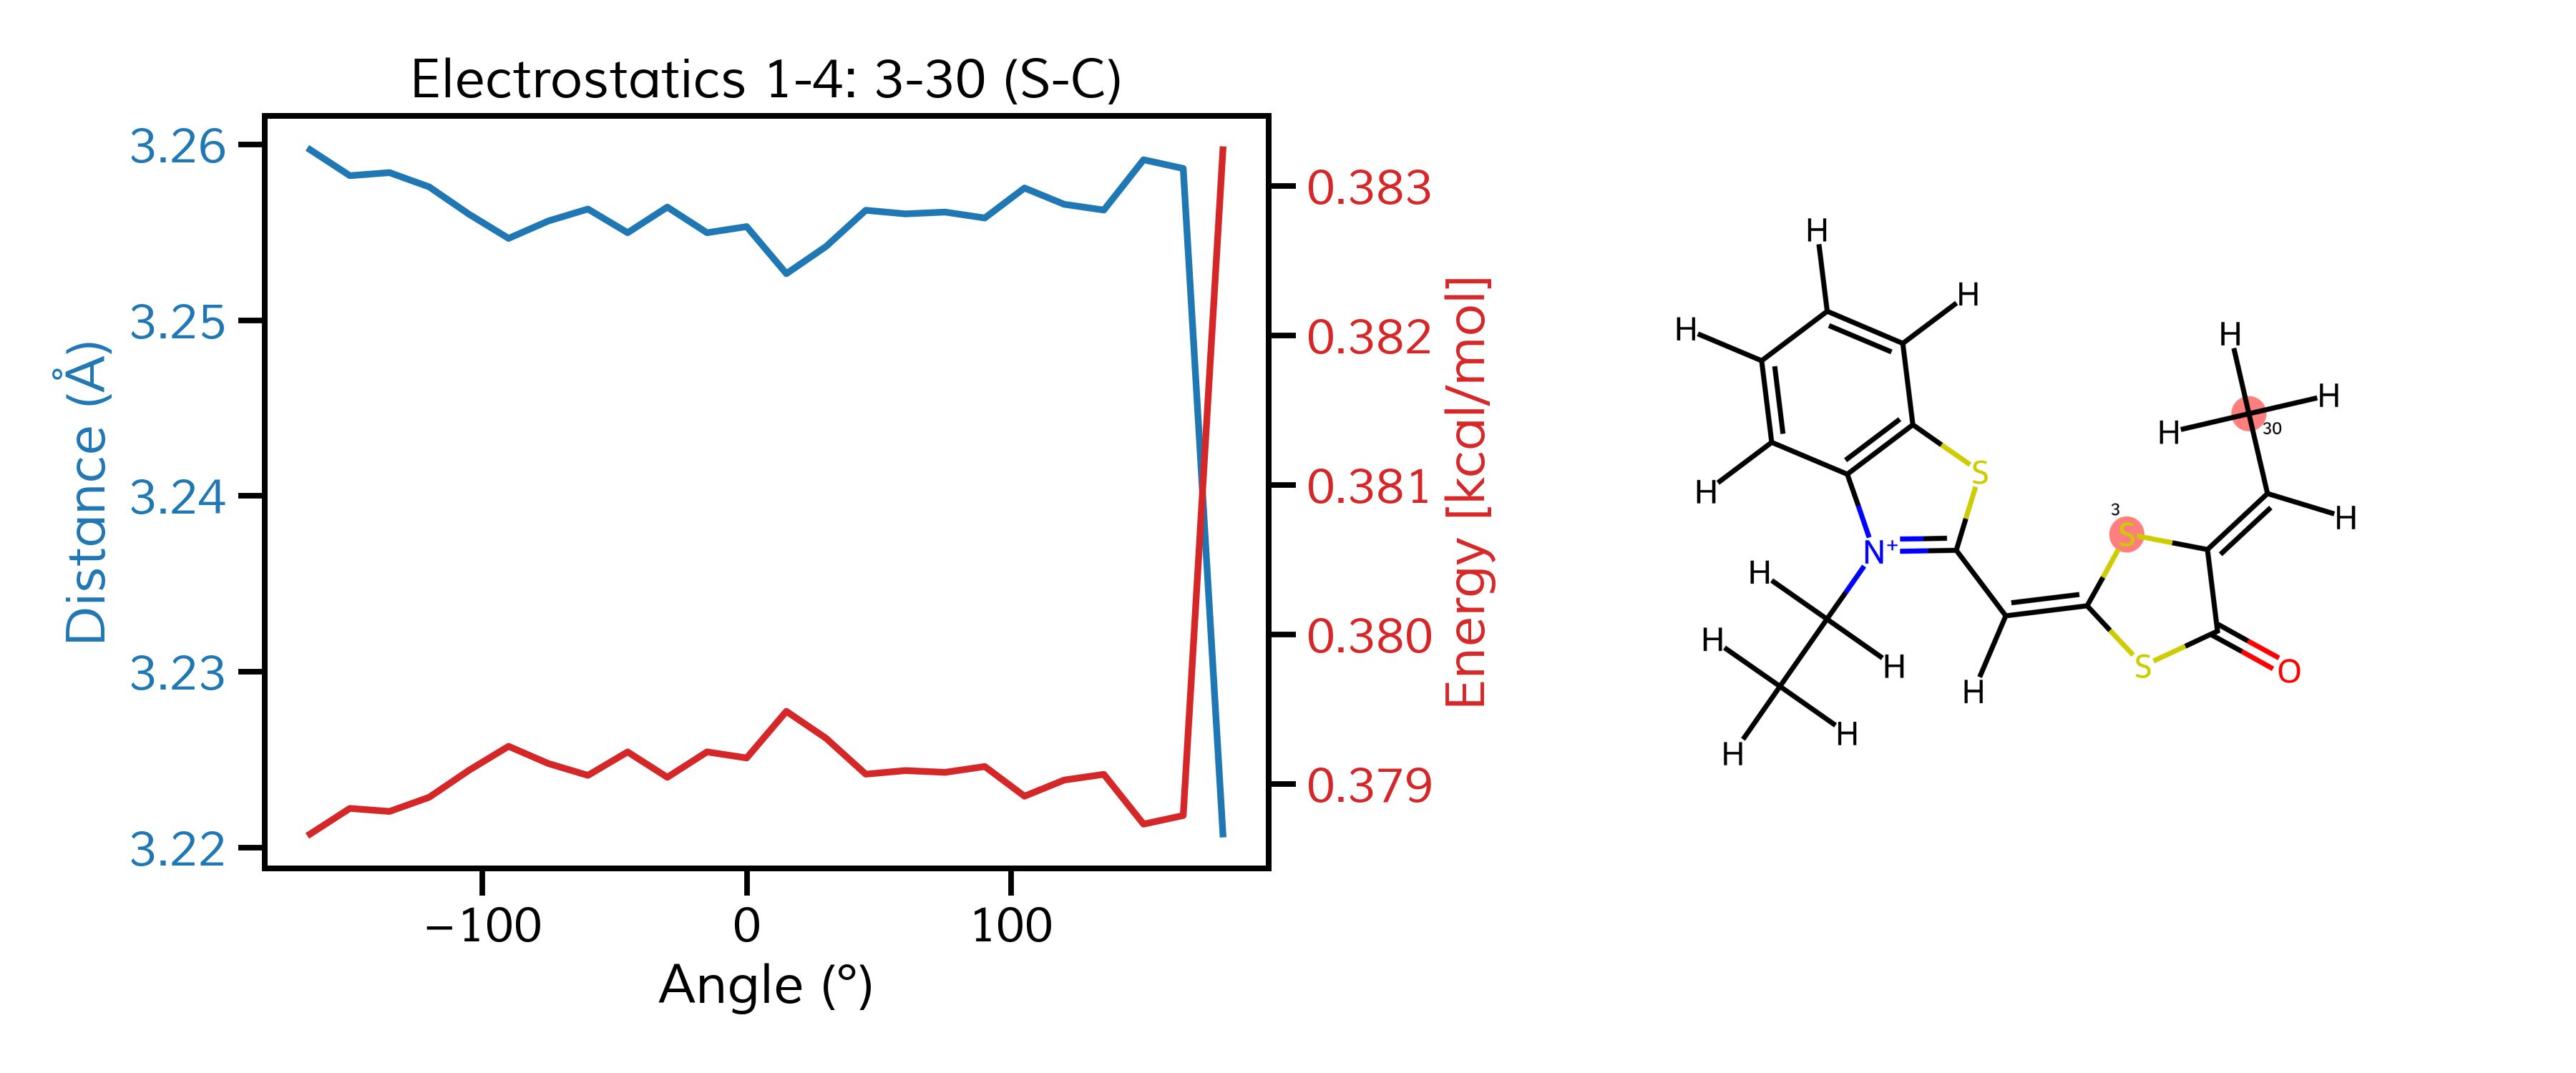 Electrostatics 1-4: 3-30 (S-C)
Distance (Å)
3.26
3.25
3.24
3.23
3.22
−100
0
100
Angle (°)
0.383
0.382
0.381
0.380
0.379
Energy [kcal/mol]
H
H
H
H
H
H
H
30
H
S
3
S
H
N+
H
H
H
H
S
O
H
H
H